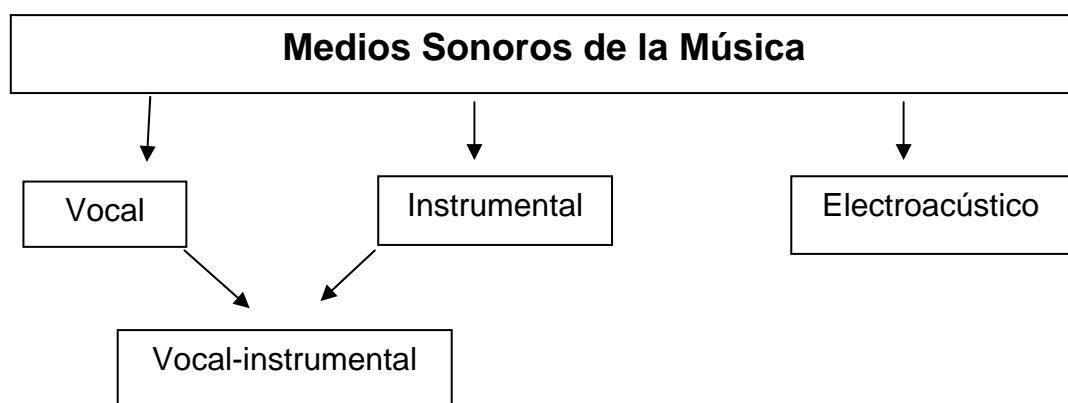 Medios Sonoros de la Música
Vocal
Instrumental
Electroacústico
Vocal-instrumental